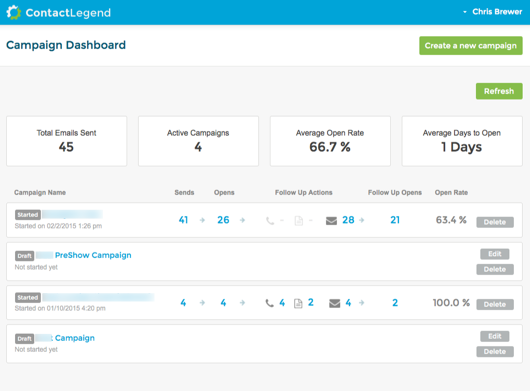 ContactLegend
Chris Brewer
Campaign Dashboard
Create a new campaign
Refresh
Total Emails Sent
45
Active Campaigns
4
Average Open Rate
66.7 %
Average Days to Open
1 Days
Campaign Name Sends Opens Follow Up Actions Follow Up Opens Open Rate
Started
41 26 - - 28 21 63.4 % Delete
Started on 02/2/2015 1:26 pm
Draft PreShow Campaign Edit
Not started yet Delete
Started
4 4 4 2 4 2 100.0 % Delete
Started on 01/10/2015 4:20 pm
Draft Campaign Edit
Not started yet Delete